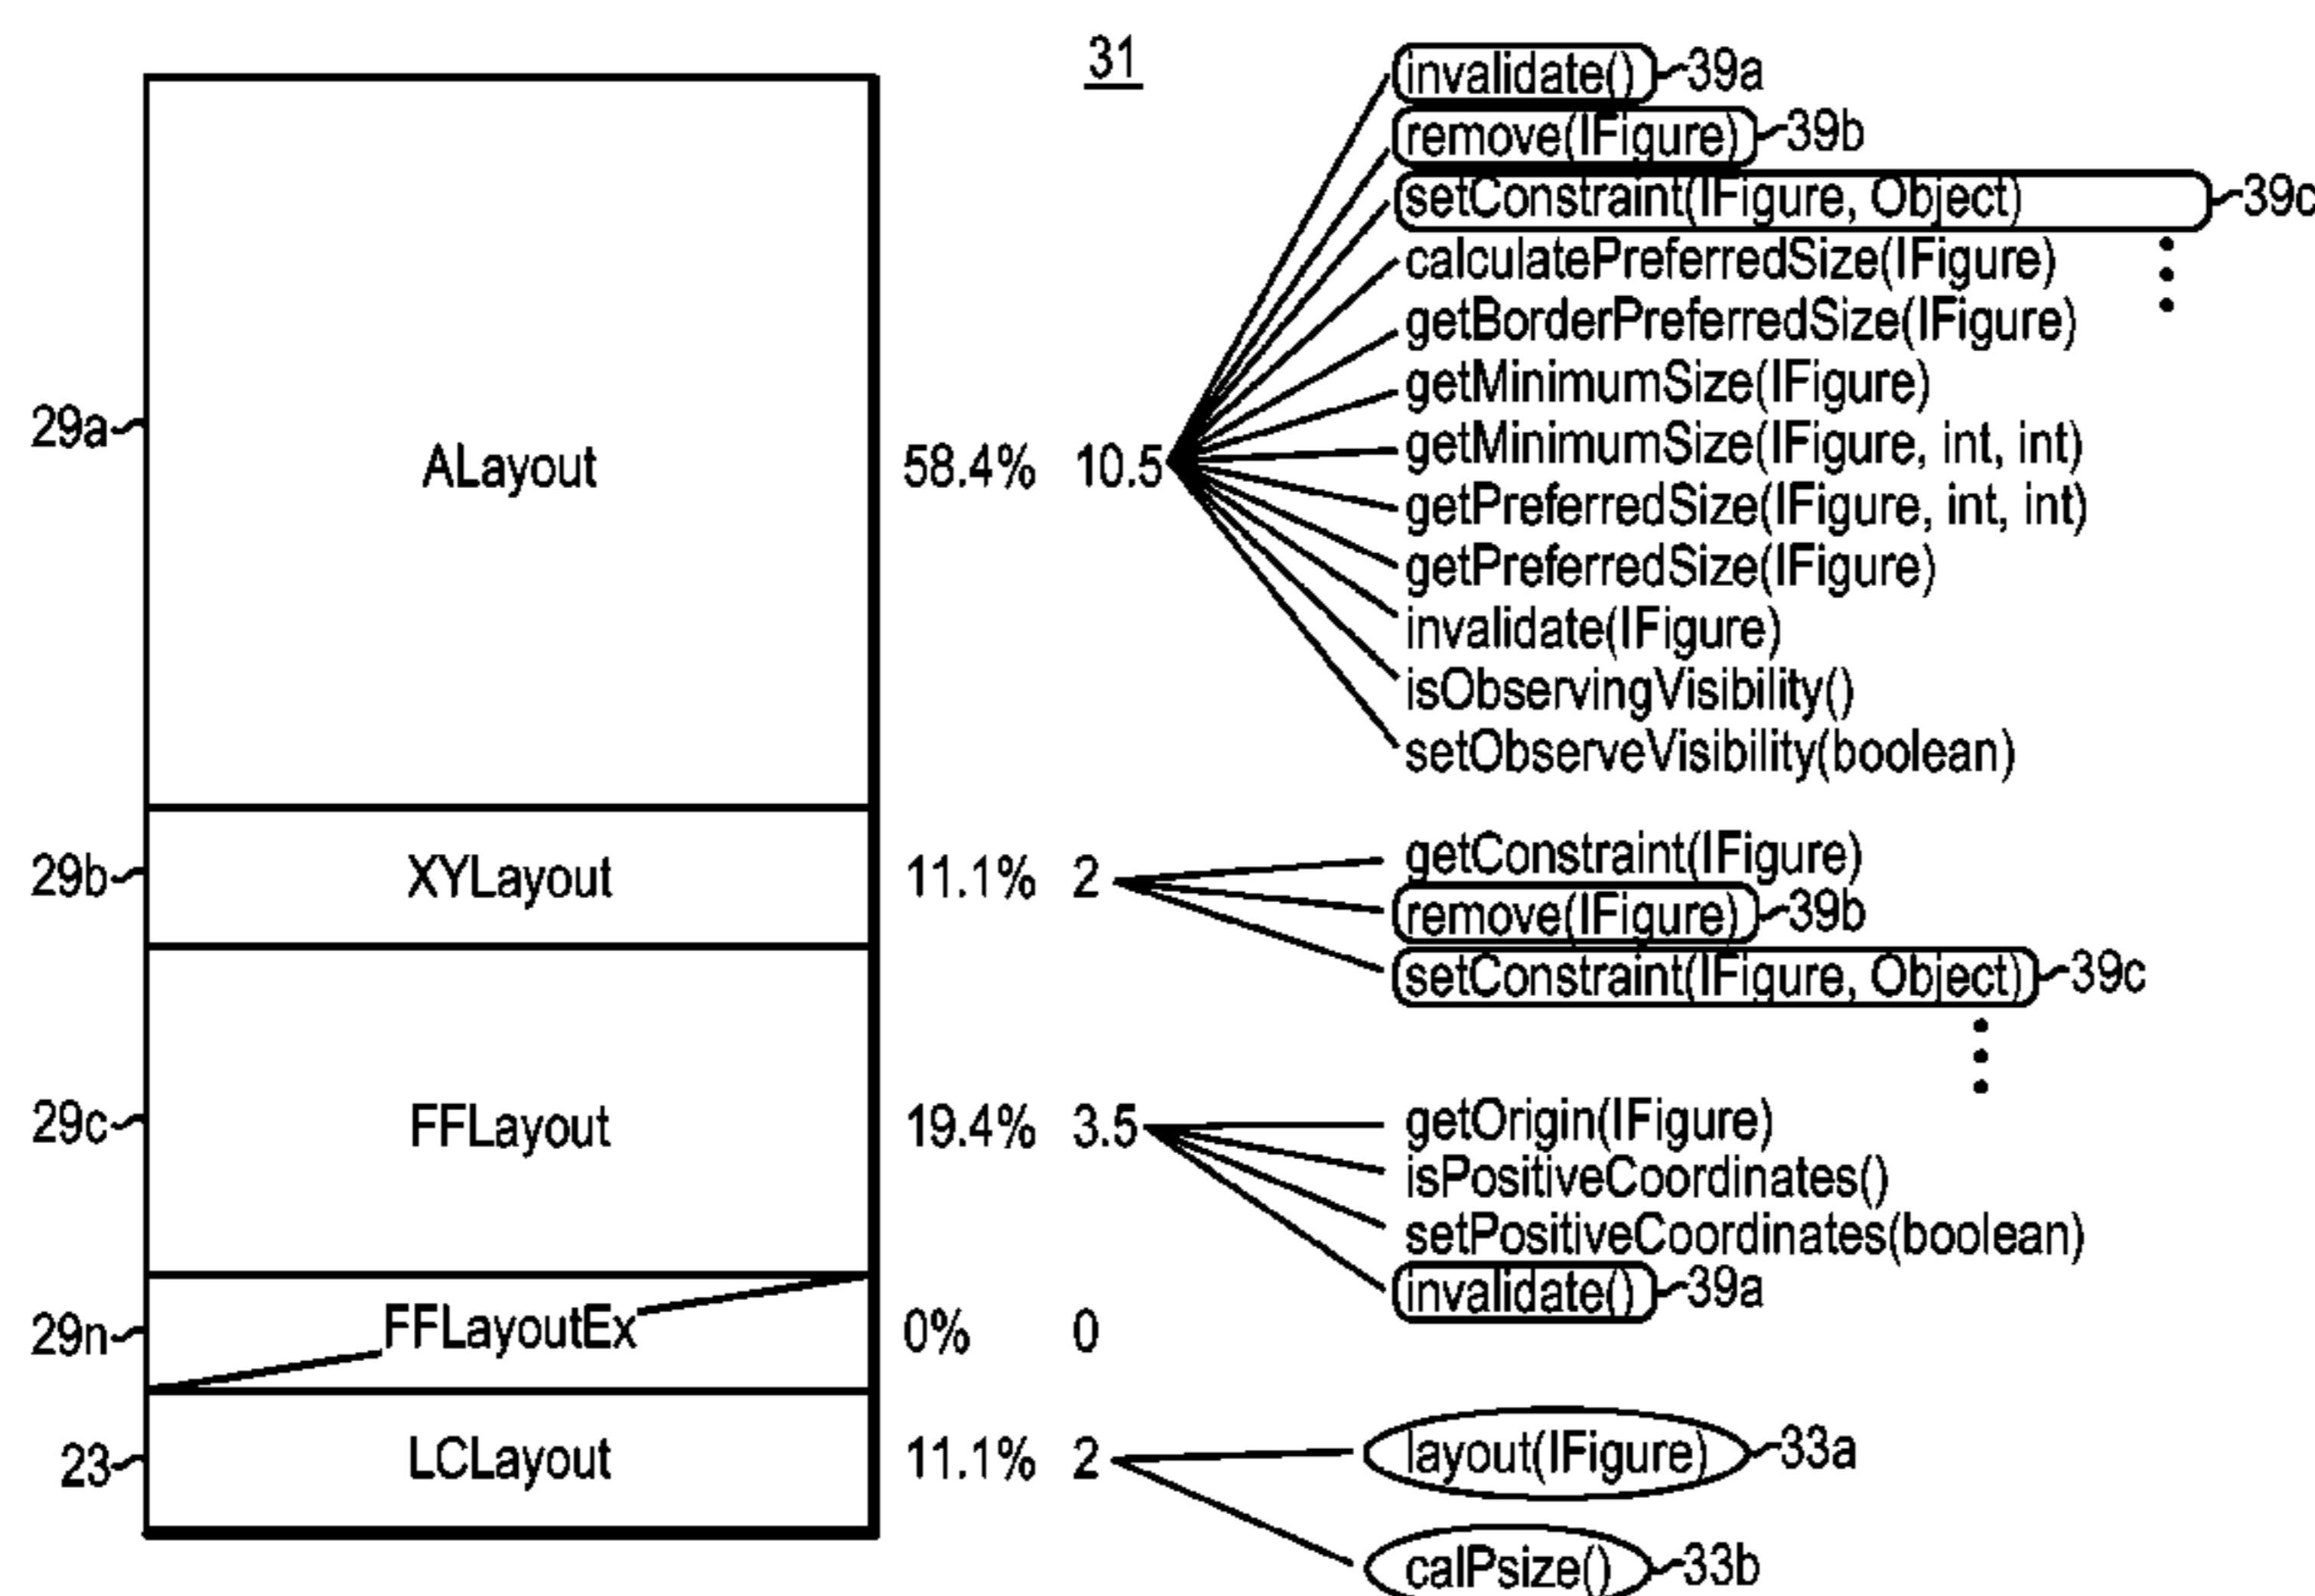 31
invalidate() 39a
remove(IFigure) 39b
setConstraint(IFigure, Object) 39c
calculatePreferredSize(IFigure)
getBorderPreferredSize(IFigure)
getMinimumSize(IFigure)
29a ALayout 58.4% 10.5
getMinimumSize(IFigure, int, int)
getPreferredSize(IFigure, int, int)
getPreferredSize(IFigure)
invalidate(IFigure)
isObservingVisibility()
setObserveVisibility(boolean)
29b XYLayout 11.1% 2
getConstraint(IFigure)
remove(IFigure) 39b
setConstraint(IFigure, Object) 39c
29c FFLayout 19.4% 3.5
getOrigin(IFigure)
isPositiveCoordinates()
setPositiveCoordinates(boolean)
invalidate() 39a
29n FFLayoutEx 0% 0
23 LCLayout 11.1% 2
layout(IFigure) 33a
calPsize() 33b